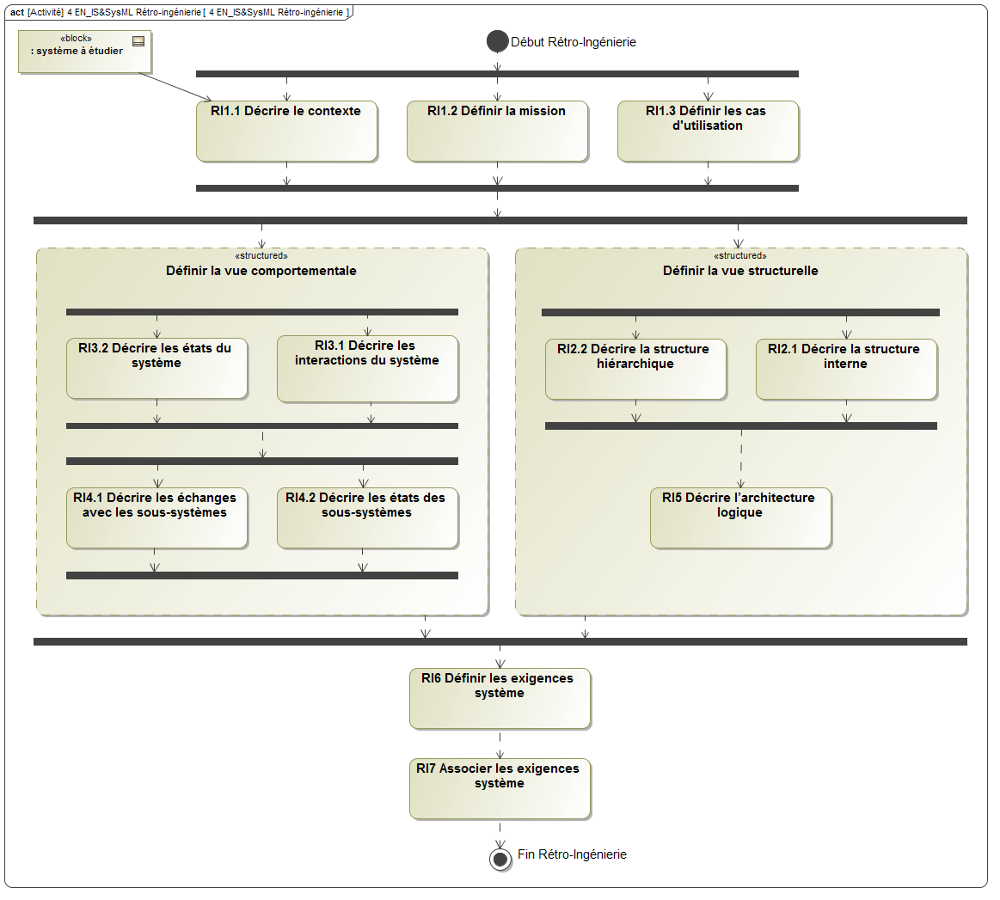 act [Activité] 4 EN_IS&SysML Rétro-ingénierie [ 4 EN_IS&SysML Rétro-ingénierie ]
«block»
: système à étudier
Début Rétro-Ingénierie
RI1.1 Décrire le contexte
RI1.2 Définir la mission
RI1.3 Définir les cas
d'utilisation
«structured»
Définir la vue comportementale
RI3.2 Décrire les états du
système
RI3.1 Décrire les
interactions du système
RI4.1 Décrire les échanges
avec les sous-systèmes
RI4.2 Décrire les états des
sous-systèmes
«structured»
Définir la vue structurelle
RI2.2 Décrire la structure
hiérarchique
RI2.1 Décrire la structure
interne
RI5 Décrire l’architecture
logique
RI6 Définir les exigences
système
RI7 Associer les exigences
système
Fin Rétro-Ingénierie